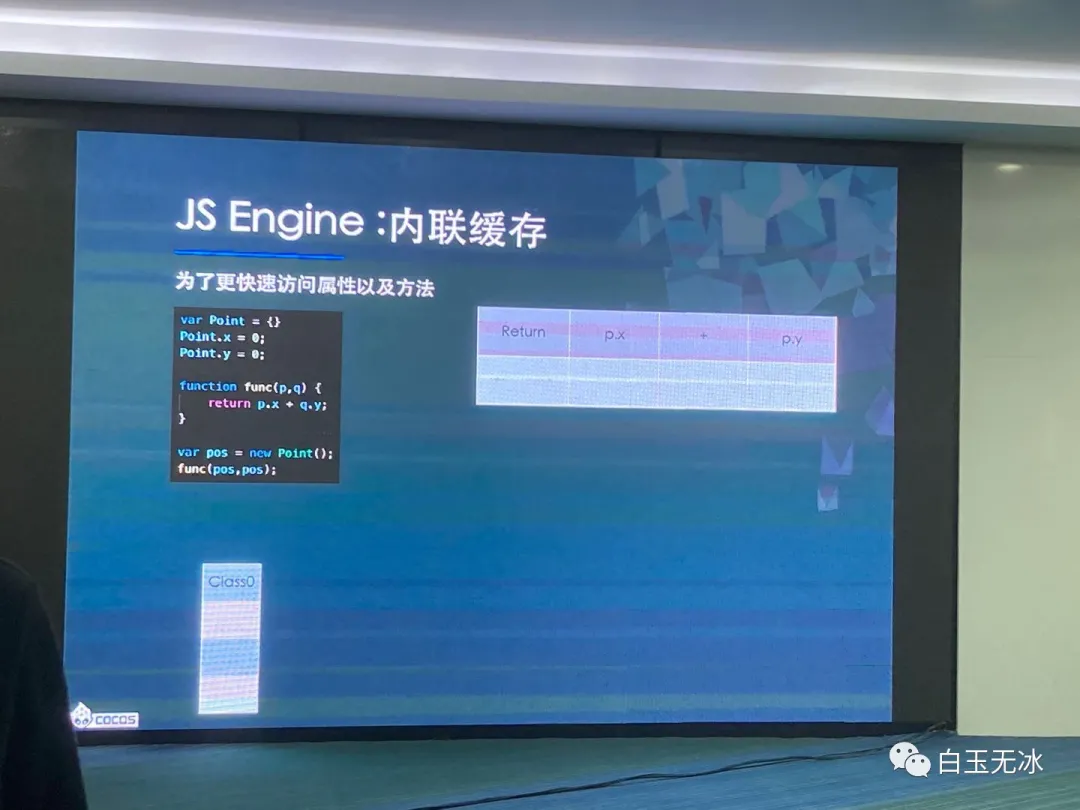 JS Engine :内联缓存
为了更快速访问属性以及方法
var Point = {}
Point.x = 0;
Point.y = 0;
function func(p,q) {
return p.x + q.y;
}
var pos = new Point();
func(pos,pos);
Return p.x + p.y
Class0
COCOS
白玉无冰